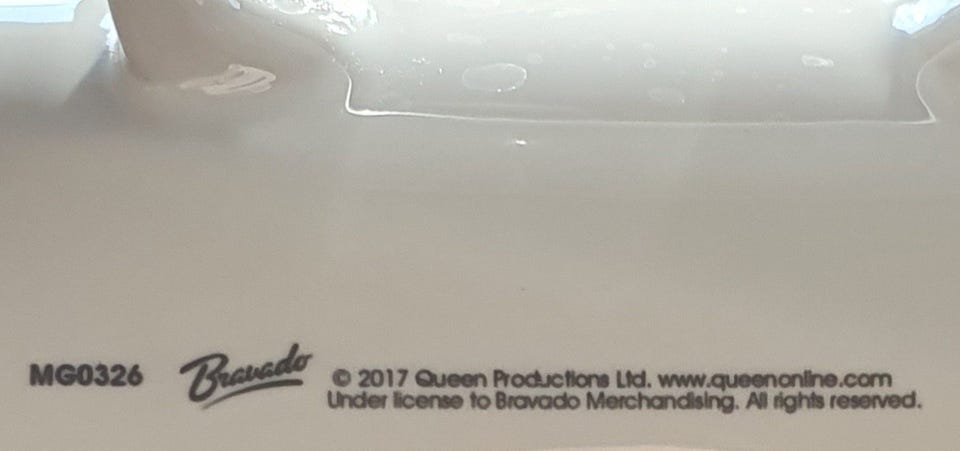 MG0326 Bravado © 2017 Queen Productions Ltd. www.queenonline.com
Under license to Bravado Merchandising. All rights reserved.